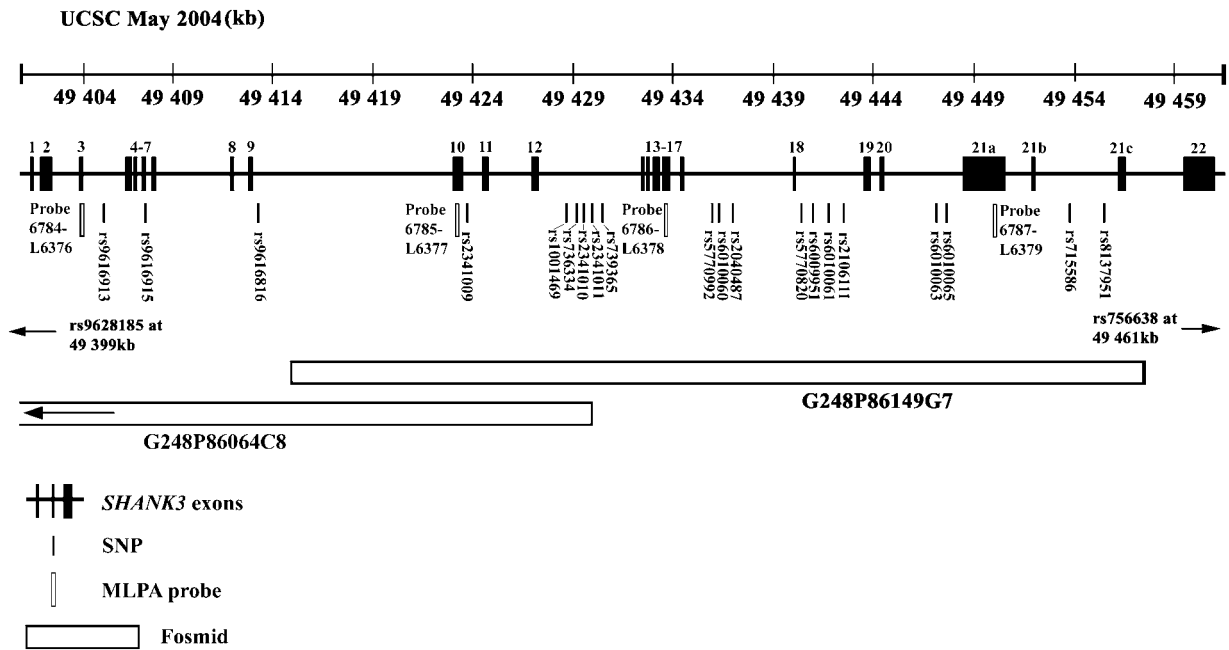 UCSC May 2004(kb)
49 404 49 409 49 414 49 419 49 424 49 429 49 434 49 439 49 444 49 449 49 454 49 459
1 2 3 4-7 8 9 10 11 12 13-17 18 19 20 21a 21b 21c 22
Probe
6784-
L6376
rs9616913
rs9616915
rs9616816
Probe
6785-
L6377
rs2341009
rs1001469
rs736334
rs2341010
rs2341011
rs739365
Probe
6786-
L6378
rs5770992
rs6010060
rs2040487
rs5770820
rs6009951
rs6010061
rs2106111
rs6010063
rs6010065
Probe
6787-
L6379
rs715586
rs8137951
rs9628185 at
49 399kb
rs756638 at
49 461kb
G248P86149G7
G248P86064C8
SHANK3 exons
SNP
MLPA probe
Fosmid